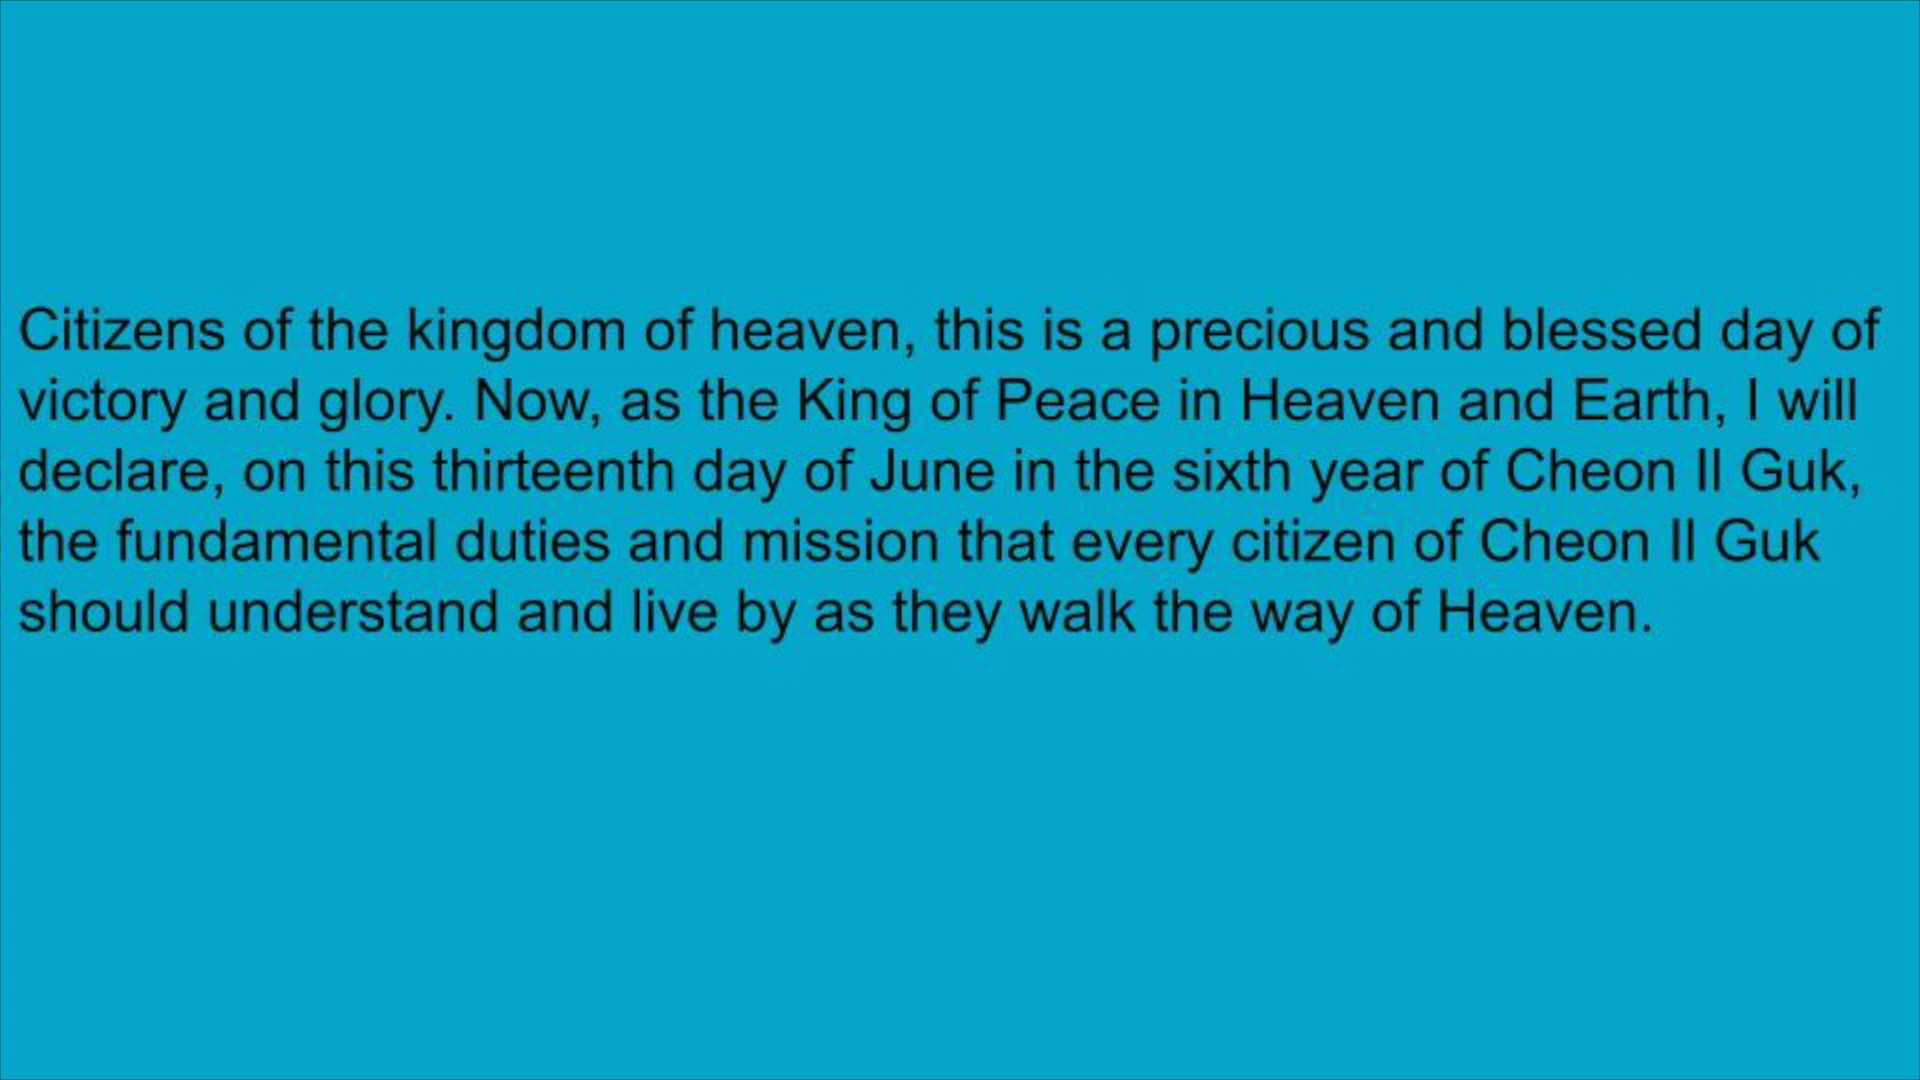 Citizens of the kingdom of heaven, this is a precious and blessed day of
victory and glory. Now, as the King of Peace in Heaven and Earth, I will
declare, on this thirteenth day of June in the sixth year of Cheon Il Guk,
the fundamental duties and mission that every citizen of Cheon Il Guk
should understand and live by as they walk the way of Heaven.